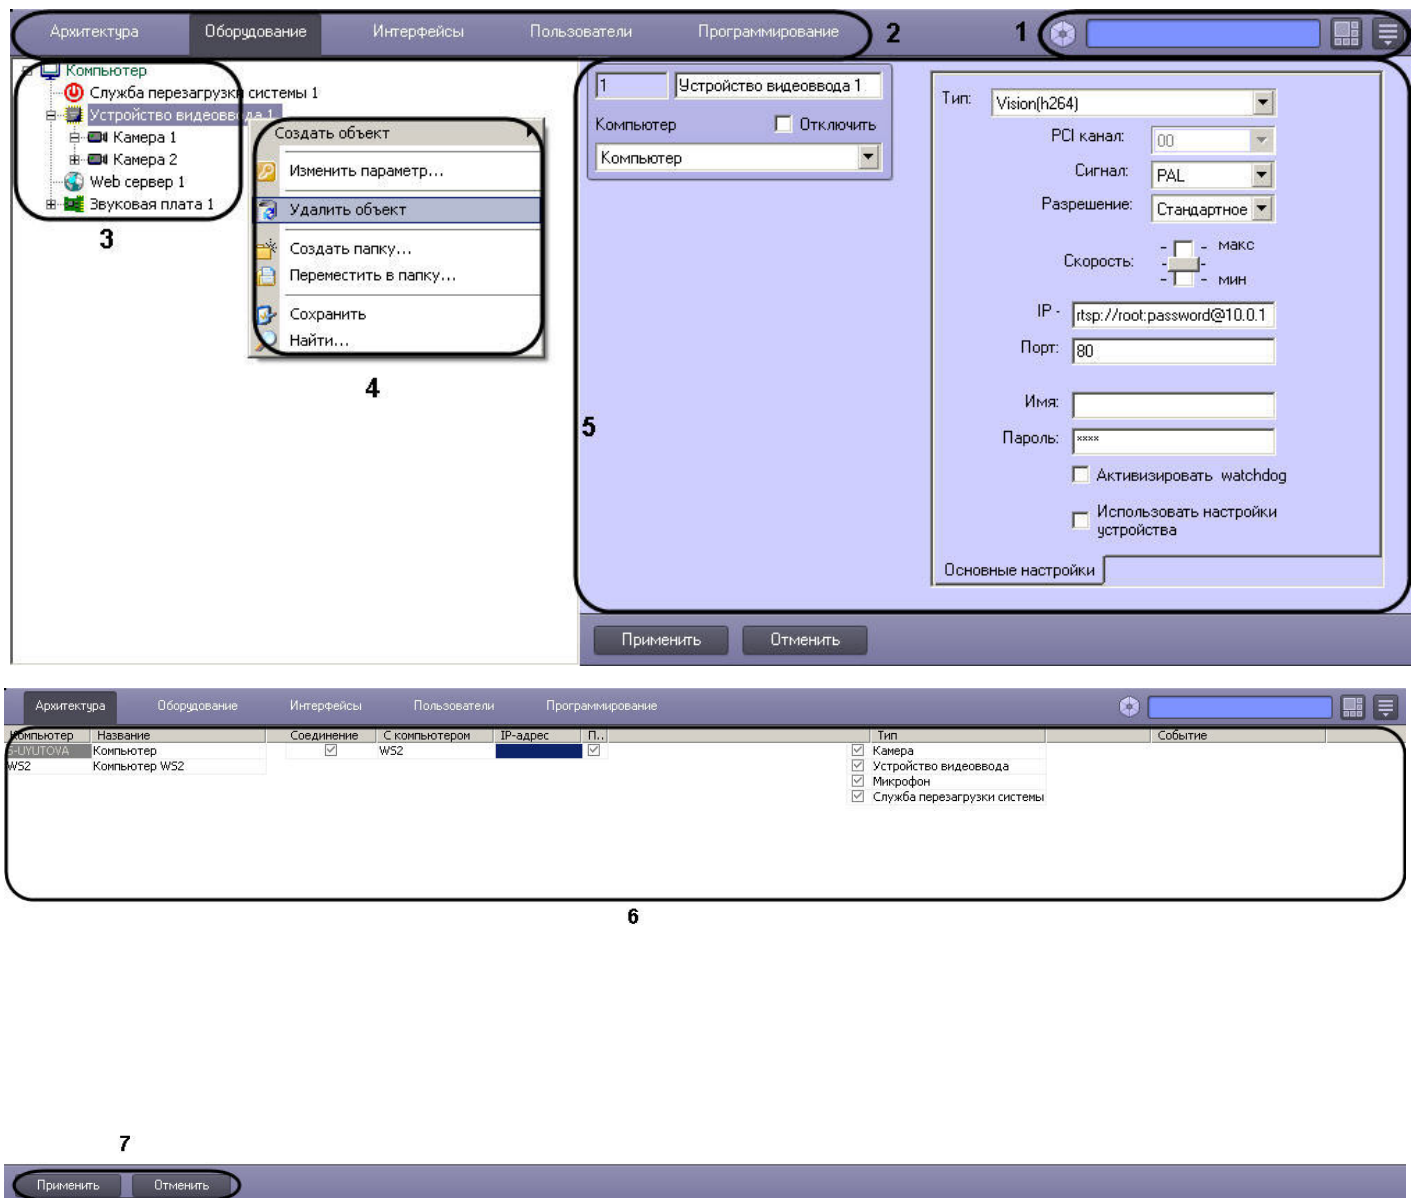 Архитектура Оборудование Интерфейсы Пользователи Программирование 2 1
Компьютер
Служба перезагрузки системы 1
Устройство видеоввода 1
Камера 1
Камера 2
Web сервер 1
Звуковая плата 1
3
Создать объект
Изменить параметр...
Удалить объект
Создать папку...
Переместить в папку...
Сохранить
Найти...
4
5
1 Устройство видеоввода 1
Компьютер Отключить
Компьютер
Тип: Vision(h264)
PCI канал: 00
Сигнал: PAL
Разрешение: Стандартное
Скорость: - - макс
- -
- - мин
IP - rtsp://root:password@10.0.1
Порт: 80
Имя:
Пароль: ****
Активизировать watchdog
Использовать настройки
устройства
Основные настройки
Применить Отменить
Архитектура Оборудование Интерфейсы Пользователи Программирование
Компьютер Название Соединение С компьютером IP-адрес П.. Тип Событие
S-UYUTOVA Компьютер WS2 Камера
WS2 Компьютер WS2 Устройство видеоввода
Микрофон
Служба перезагрузки системы
6
7
Применить Отменить